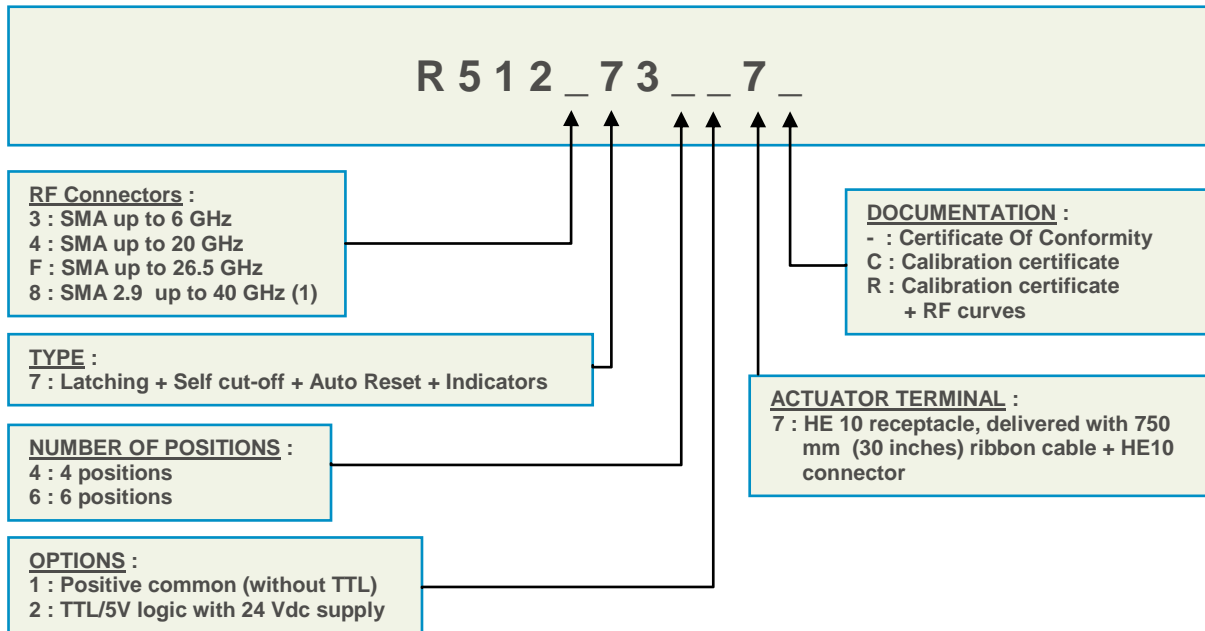 R 5 1 2 _ 7 3 _ _ 7 _
RF Connectors :
3 : SMA up to 6 GHz
4 : SMA up to 20 GHz
F : SMA up to 26.5 GHz
8 : SMA 2.9 up to 40 GHz (1)
TYPE :
7 : Latching + Self cut-off + Auto Reset + Indicators
NUMBER OF POSITIONS :
4 : 4 positions
6 : 6 positions
OPTIONS :
1 : Positive common (without TTL)
2 : TTL/5V logic with 24 Vdc supply
DOCUMENTATION :
- : Certificate Of Conformity
C : Calibration certificate
R : Calibration certificate
+ RF curves
ACTUATOR TERMINAL :
7 : HE 10 receptacle, delivered with 750
mm (30 inches) ribbon cable + HE10
connector